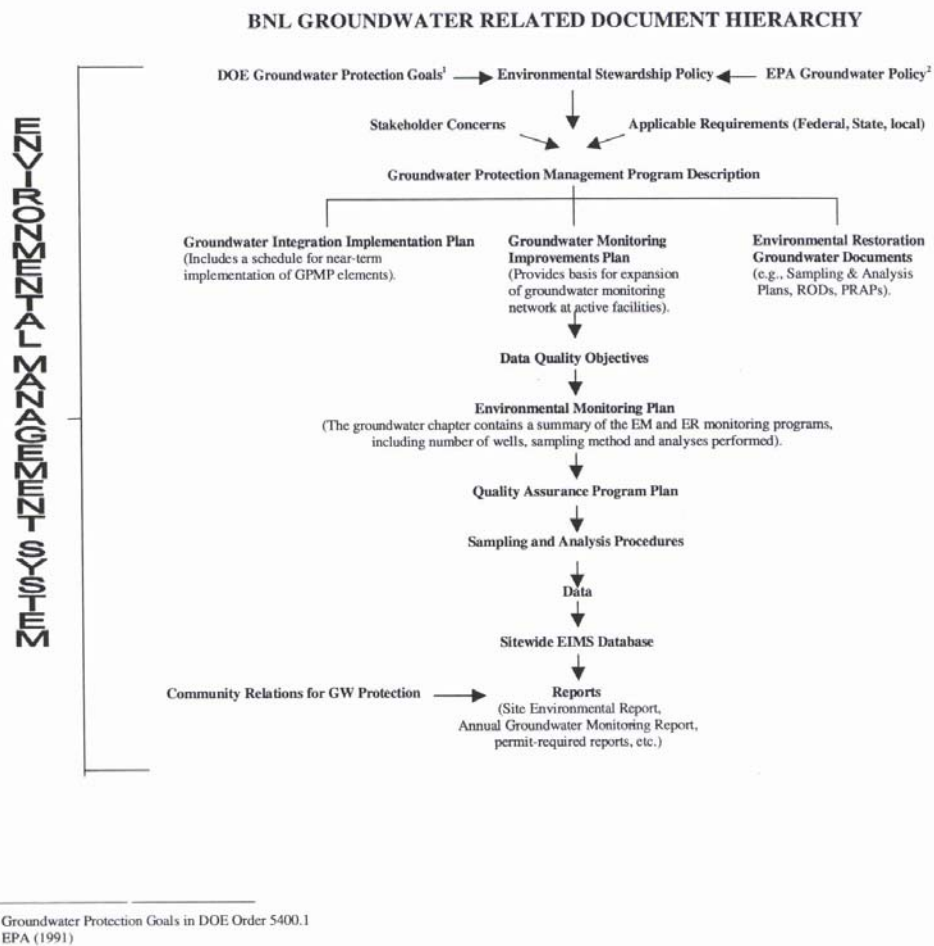 BNL GROUNDWATER RELATED DOCUMENT HIERARCHY
ENVIRONMENTAL MANAGEMENT SYSTEM
DOE Groundwater Protection Goals¹
Environmental Stewardship Policy
EPA Groundwater Policy²
Stakeholder Concerns
Applicable Requirements (Federal, State, local)
Groundwater Protection Management Program Description
Groundwater Integration Implementation Plan
(Includes a schedule for near-term
implementation of GPMP elements).
Groundwater Monitoring
Improvements Plan
(Provides basis for expansion
of groundwater monitoring
network at active facilities).
Environmental Restoration
Groundwater Documents
(e.g., Sampling & Analysis
Plans, RODs, PRAPs).
Data Quality Objectives
Environmental Monitoring Plan
(The groundwater chapter contains a summary of the EM and ER monitoring programs,
including number of wells, sampling method and analyses performed).
Quality Assurance Program Plan
Sampling and Analysis Procedures
Data
Sitewide EIMS Database
Community Relations for GW Protection
Reports
(Site Environmental Report,
Annual Groundwater Monitoring Report,
permit-required reports, etc.)
Groundwater Protection Goals in DOE Order 5400.1
EPA (1991)